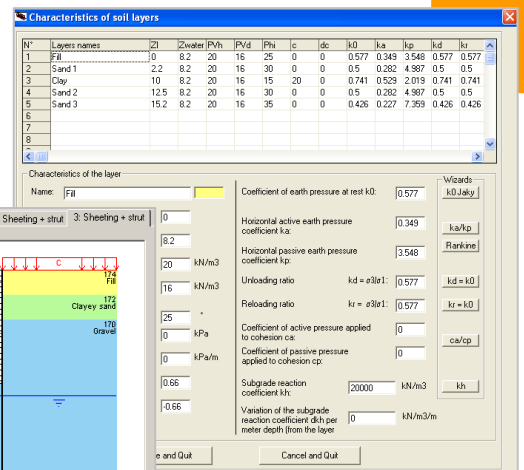 Characteristics of soil layers
N° Layers names Zl Zwater PVh PVd Phi c dc k0 ka kp kd kr
1 Fill 0 8.2 20 16 25 0 0 0.577 0.349 3.548 0.577 0.577
2 Sand 1 2.2 8.2 20 16 30 0 0 0.5 0.282 4.987 0.5 0.5
3 Clay 10 8.2 20 16 15 20 0 0.741 0.529 2.019 0.741 0.741
4 Sand 2 12.5 8.2 20 16 30 0 0 0.5 0.282 4.987 0.5 0.5
5 Sand 3 15.2 8.2 20 16 35 0 0 0.426 0.227 7.359 0.426 0.426
6
7
8
Characteristics of the layer
Name: Fill
0
8.2
20 kN/m3
16 kN/m3
25 °
0 kPa
0 kPa/m
0.66
-0.66
Coefficient of earth pressure at rest k0: 0.577
Horizontal active earth pressure
coefficient ka: 0.349
Horizontal passive earth pressure
coefficient kp: 3.548
Unloading ratio kd = ø3/ø1: 0.577
Reloading ratio kr = ø3/ø1: 0.577
Coefficient of active pressure applied
to cohesion ca: 0
Coefficient of passive pressure
applied to cohesion cp: 0
Subgrade reaction
coefficient kh: 20000 kN/m3
Variation of the subgrade
reaction coefficient dkh per
meter depth (from the layer 0 kN/m3/m
Wizards
k0 Jaky
ka/kp
Rankine
kd = k0
kr = k0
ca/cp
kh
e and Quit
Cancel and Quit
Sheeting + strut
3: Sheeting + strut
C
174
Fill
172
Clayey sand
170
Gravel